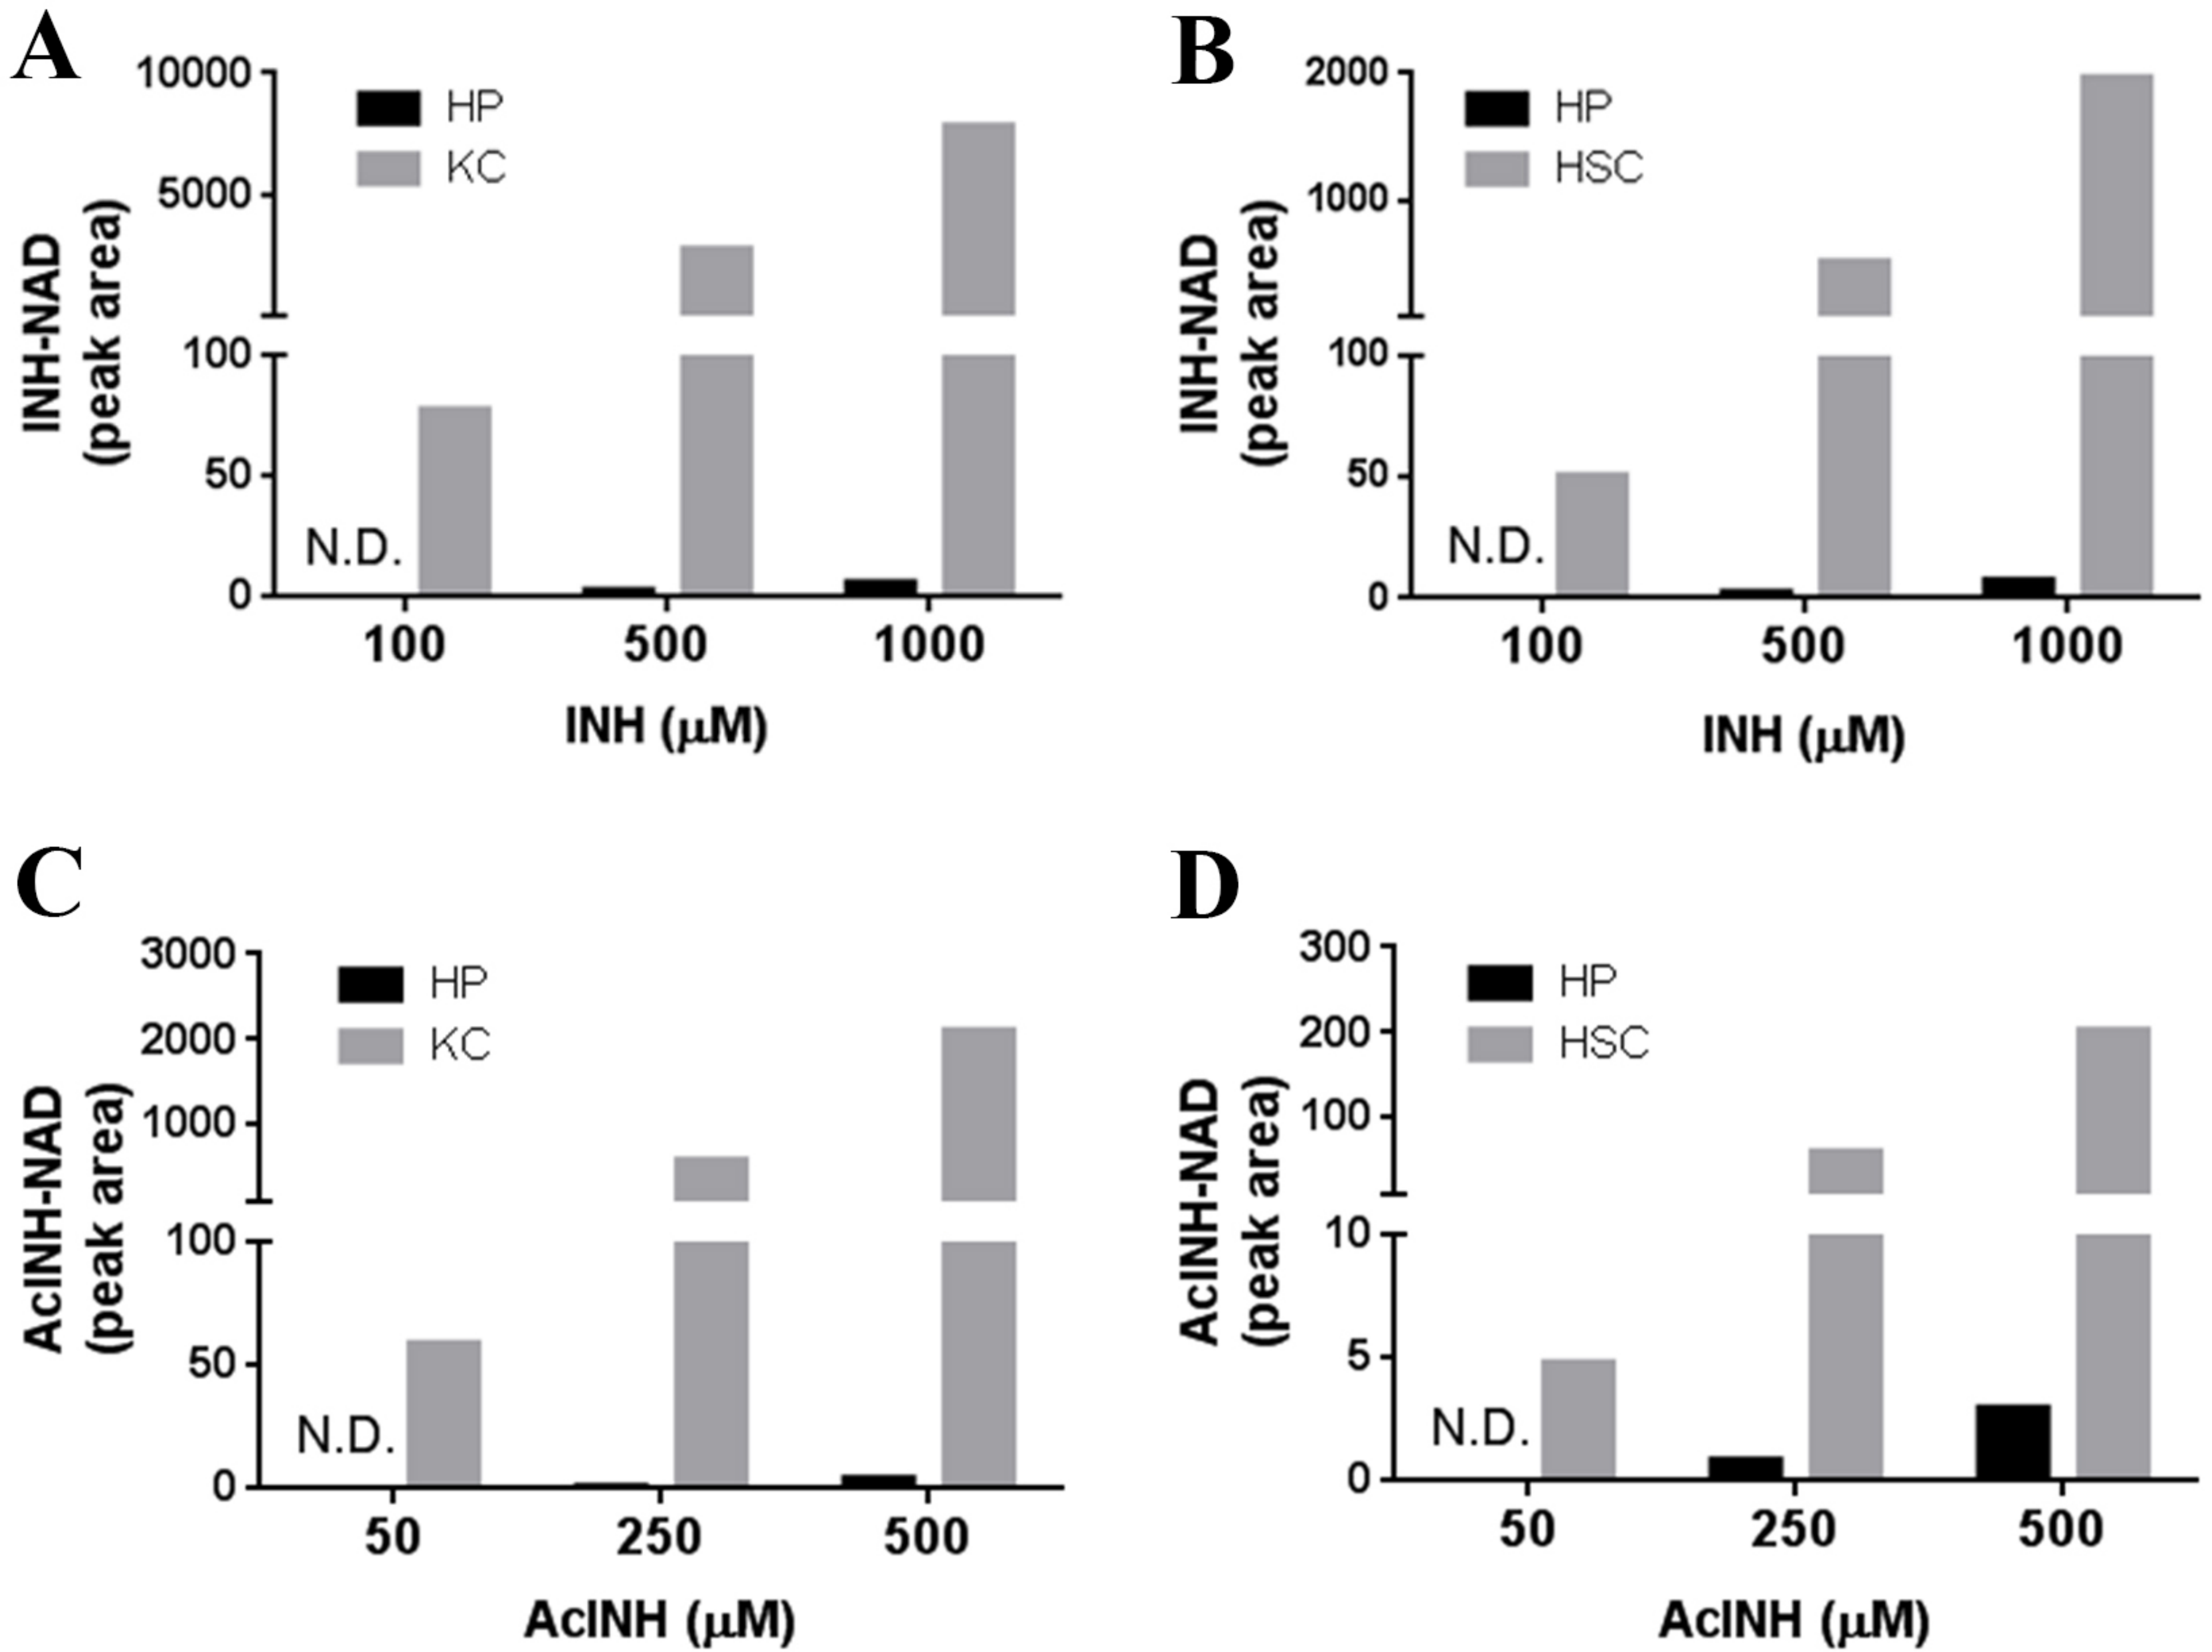 A
10000
5000
100
50
0
INH-NAD
(peak area)
HP
KC
N.D.
100 500 1000
INH (μM)
B
2000
1000
100
50
0
INH-NAD
(peak area)
HP
HSC
N.D.
100 500 1000
INH (μM)
C
3000
2000
1000
100
50
0
AcINH-NAD
(peak area)
HP
KC
N.D.
50 250 500
AcINH (μM)
D
300
200
100
10
5
0
AcINH-NAD
(peak area)
HP
HSC
N.D.
50 250 500
AcINH (μM)